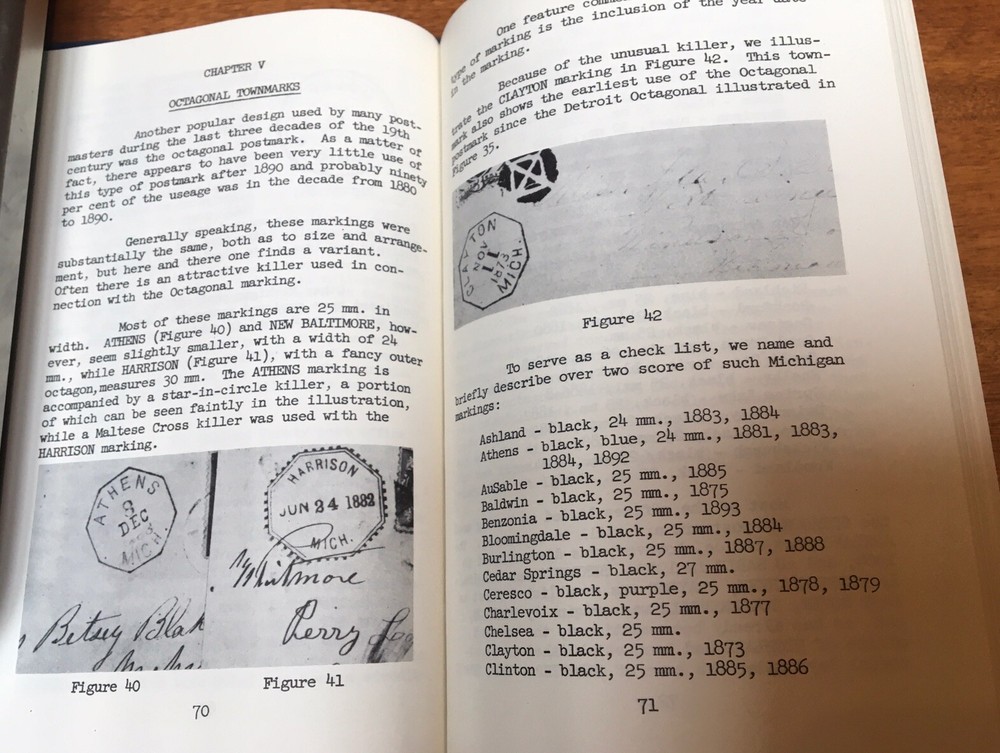 CHAPTER V
OCTAGONAL TOWNMARKS
Another popular design used by many post-
masters during the last three decades of the 19th
century was the octagonal postmark. As a matter of
fact, there appears to have been very little use of
this type of postmark after 1890 and probably ninety
per cent of the useage was in the decade from 1880
to 1890.
Generally speaking, these markings were
substantially the same, both as to size and arrange-
ment, but here and there one finds a variant.
Often there is an attractive killer used in con-
nection with the Octagonal marking.
Most of these markings are 25 mm. in
width. ATHENS (Figure 40) and NEW BALTIMORE, how-
ever, seem slightly smaller, with a width of 24
mm., while HARRISON (Figure 41), with a fancy outer
octagon, measures 30 mm. The ATHENS marking is
accompanied by a star-in-circle killer, a portion
of which can be seen faintly in the illustration,
while a Maltese Cross killer was used with the
HARRISON marking.
ATHENS
8
DEC
MICH.
Betsey Blak
HARRISON
JUN 24 1882
MICH.
Whitmore
Perry
Figure 40
Figure 41
70
One feature
type of marking is the inclusion of the year date
in the marking.
Because of the unusual killer, we illus-
trate the CLAYTON marking in Figure 42. This town-
mark also shows the earliest use of the Octagonal
postmark since the Detroit Octagonal illustrated in
Figure 35.
CLAYTON
NOV
11
1873
MICH.
Figure 42
To serve as a check list, we name and
briefly describe over two score of such Michigan
markings:
Ashland - black, 24 mm., 1883, 1884
Athens - black, blue, 24 mm., 1881, 1883,
1884, 1892
AuSable - black, 25 mm., 1885
Baldwin - black, 25 mm., 1875
Benzonia - black, 25 mm., 1893
Bloomingdale - black, 25 mm., 1884
Burlington - black, 25 mm., 1887, 1888
Cedar Springs - black, 27 mm.
Ceresco - black, purple, 25 mm., 1878, 1879
Charlevoix - black, 25 mm., 1877
Chelsea - black, 25 mm.
Clayton - black, 25 mm., 1873
Clinton - black, 25 mm., 1885, 1886
71